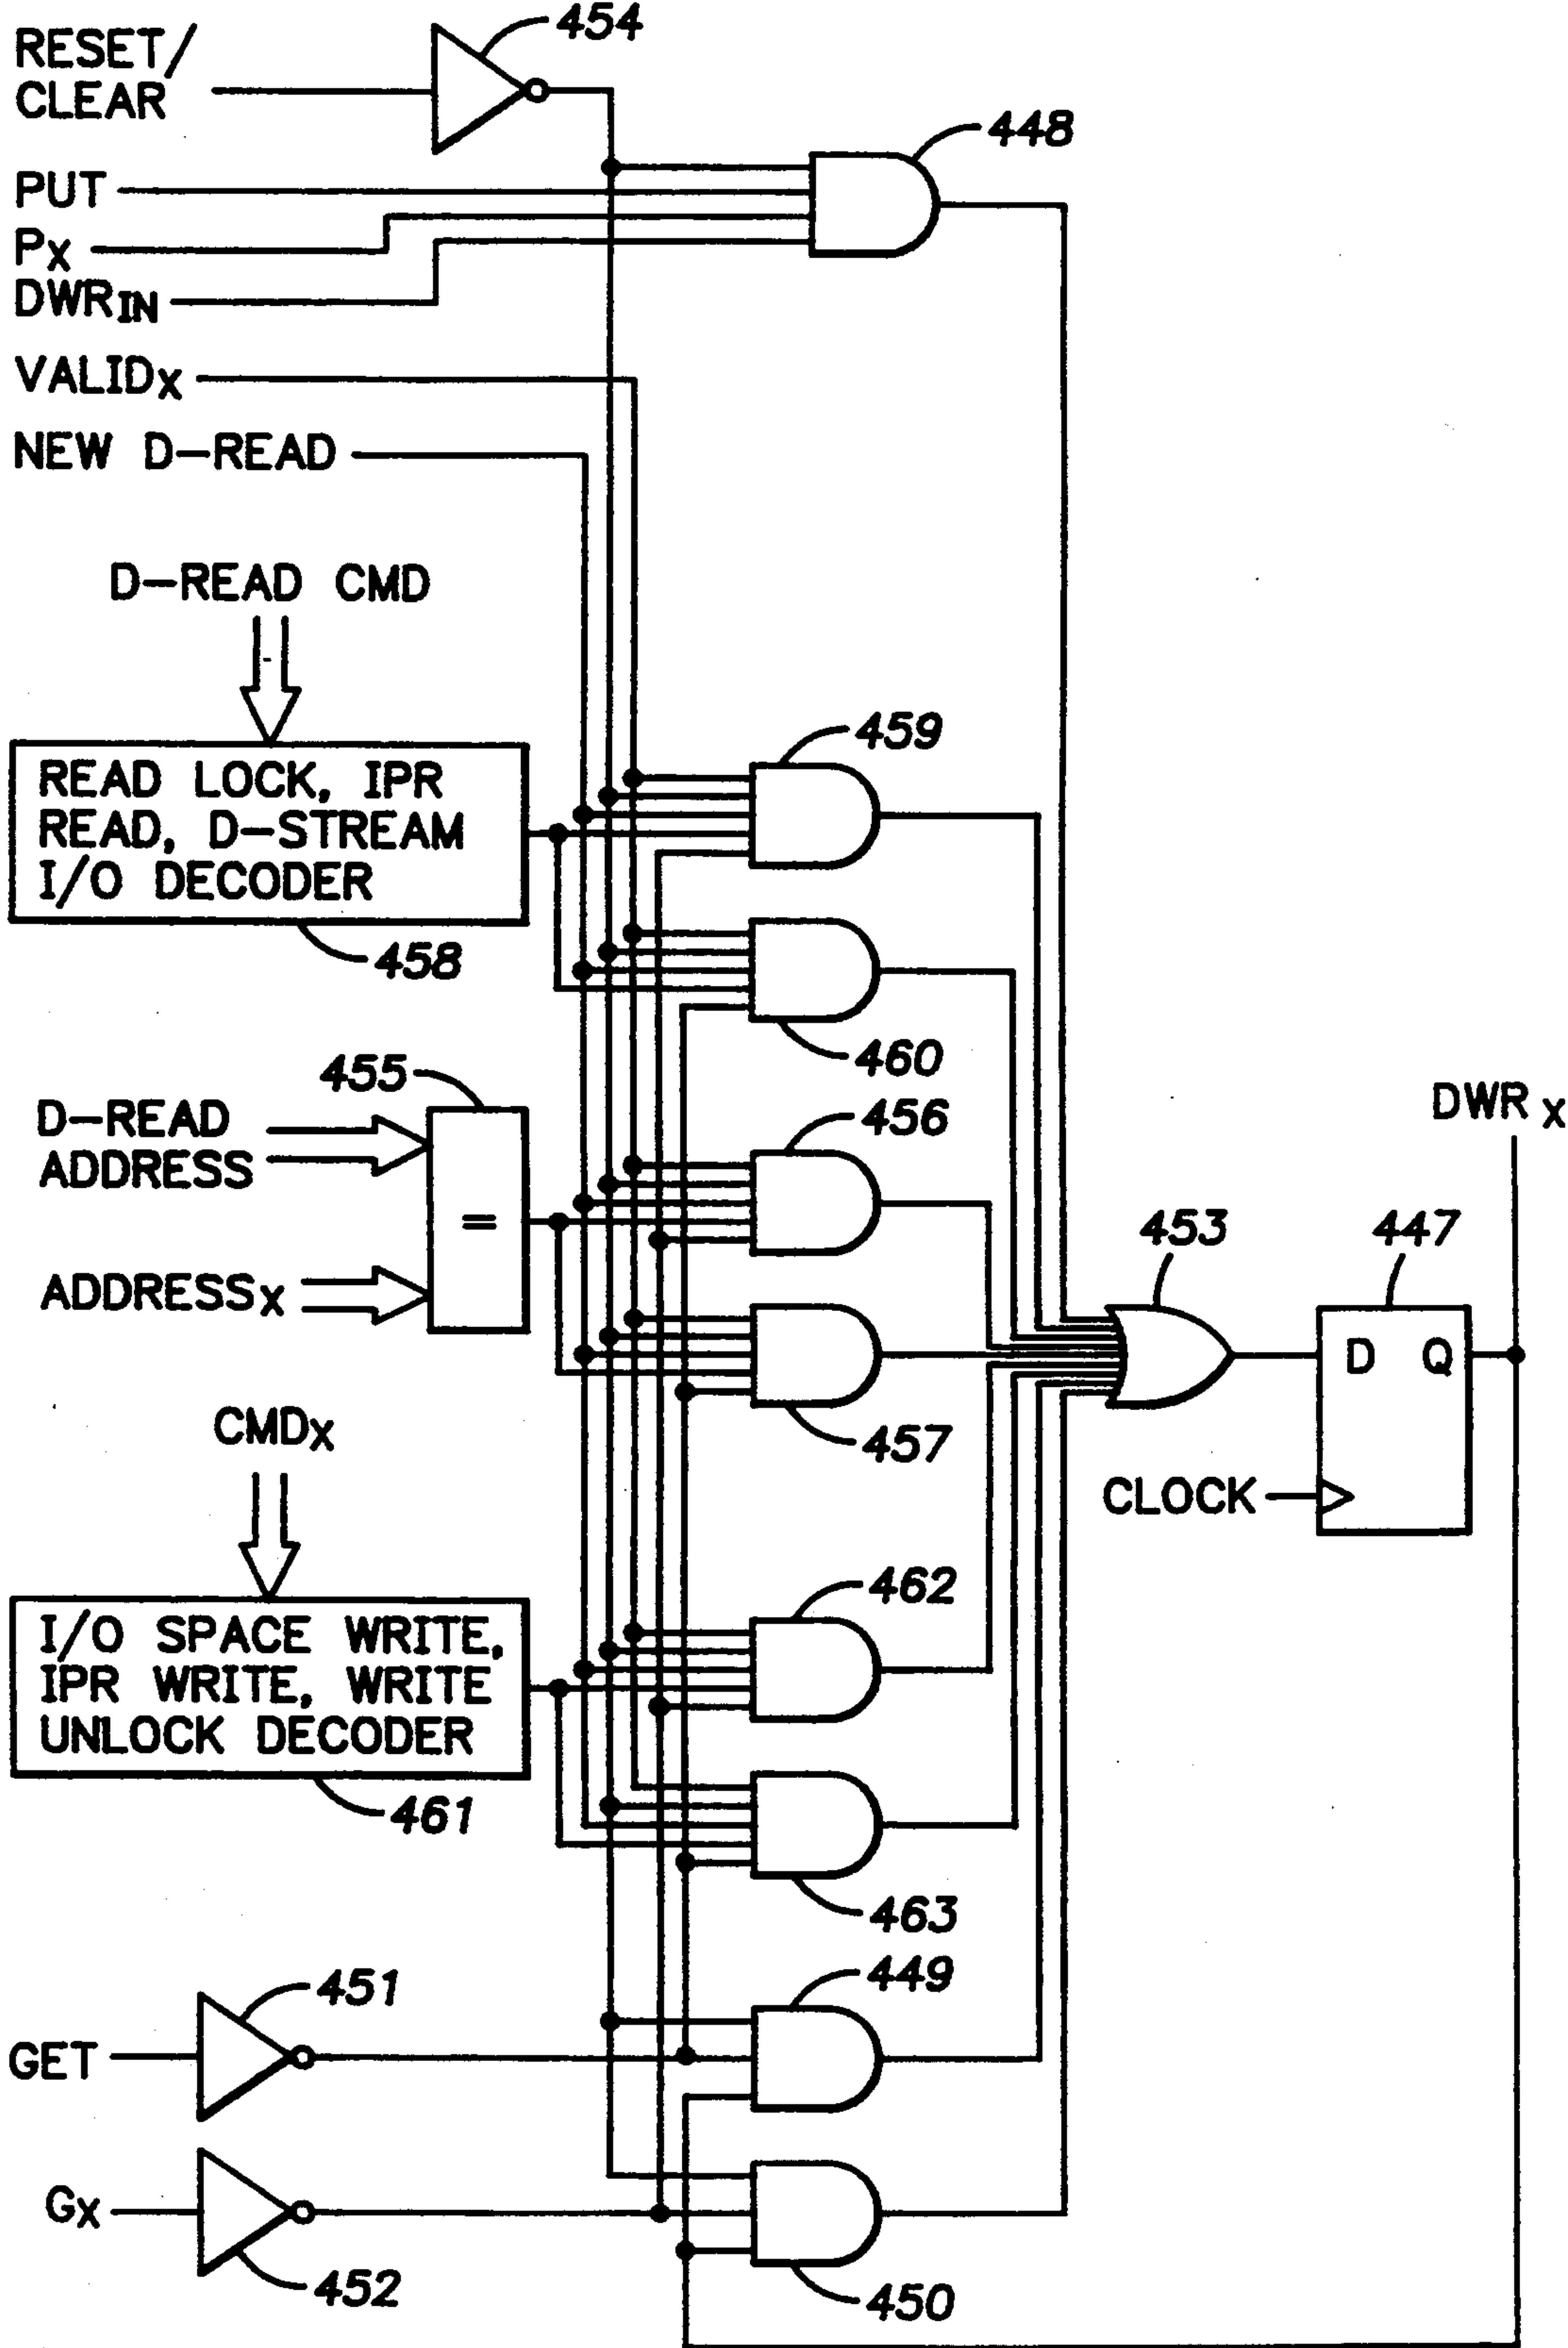 454
RESET/
CLEAR
448
PUT
PX
DWRIN
VALIDX
NEW D-READ
D-READ CMD
459
READ LOCK, IPR
READ, D-STREAM
I/O DECODER
458
460
455
D-READ
ADDRESS
456
DWR X
=
453
447
ADDRESSX
D Q
457
CMDX
CLOCK
462
I/O SPACE WRITE,
IPR WRITE, WRITE
UNLOCK DECODER
461
463
449
451
GET
GX
452
450